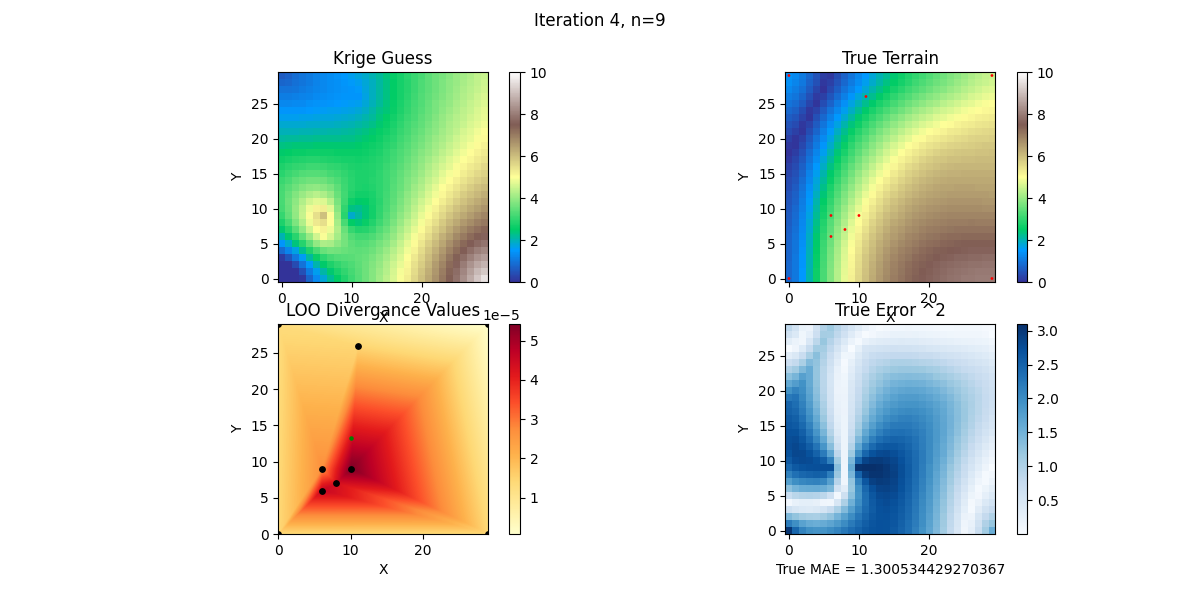 Iteration 4, n=9
Krige Guess
True Terrain
Y
25
20
15
10
5
0
0 10 20
X
10
8
6
4
2
0
Y
25
20
15
10
5
0
0 10 20
X
10
8
6
4
2
0
LOO Divergance Values
1e−5
True Error ^2
Y
25
20
15
10
5
0
0 10 20
X
5
4
3
2
1
Y
25
20
15
10
5
0
0 10 20
True MAE = 1.300534429270367
3.0
2.5
2.0
1.5
1.0
0.5